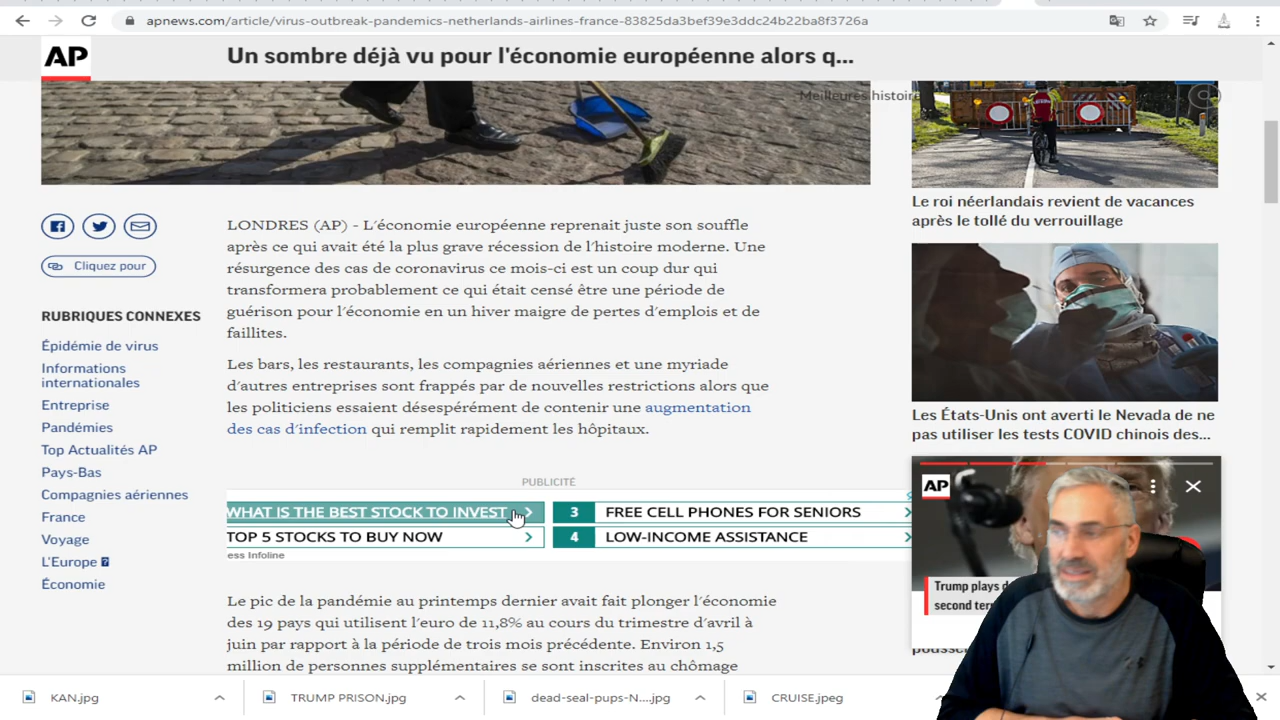 apnews.com/article/virus-outbreak-pandemics-netherlands-airlines-france-83825da3bef39e3ddc24b22ba8f3726a
AP
Un sombre déjà vu pour l'économie européenne alors q...
Meilleures histoire
Cliquez pour
RUBRIQUES CONNEXES
Épidémie de virus
Informations
internationales
Entreprise
Pandémies
Top Actualités AP
Pays-Bas
Compagnies aériennes
France
Voyage
L'Europe
Économie
LONDRES (AP) - L'économie européenne reprenait juste son souffle
après ce qui avait été la plus grave récession de l'histoire moderne. Une
résurgence des cas de coronavirus ce mois-ci est un coup dur qui
transformera probablement ce qui était censé être une période de
guérison pour l'économie en un hiver maigre de pertes d'emplois et de
faillites.
Les bars, les restaurants, les compagnies aériennes et une myriade
d'autres entreprises sont frappés par de nouvelles restrictions alors que
les politiciens essaient désespérément de contenir une augmentation
des cas d'infection qui remplit rapidement les hôpitaux.
PUBLICITÉ
WHAT IS THE BEST STOCK TO INVEST
TOP 5 STOCKS TO BUY NOW
3 FREE CELL PHONES FOR SENIORS
4 LOW-INCOME ASSISTANCE
ess Infoline
Le pic de la pandémie au printemps dernier avait fait plonger l'économie
des 19 pays qui utilisent l'euro de 11,8% au cours du trimestre d'avril à
juin par rapport à la période de trois mois précédente. Environ 1,5
million de personnes supplémentaires se sont inscrites au chômage
Le roi néerlandais revient de vacances
après le tollé du verrouillage
Les États-Unis ont averti le Nevada de ne
pas utiliser les tests COVID chinois des...
AP
Trump plays d
second ter
KAN.jpg
TRUMP PRISON.jpg
dead-seal-pups-N....jpg
CRUISE.jpeg